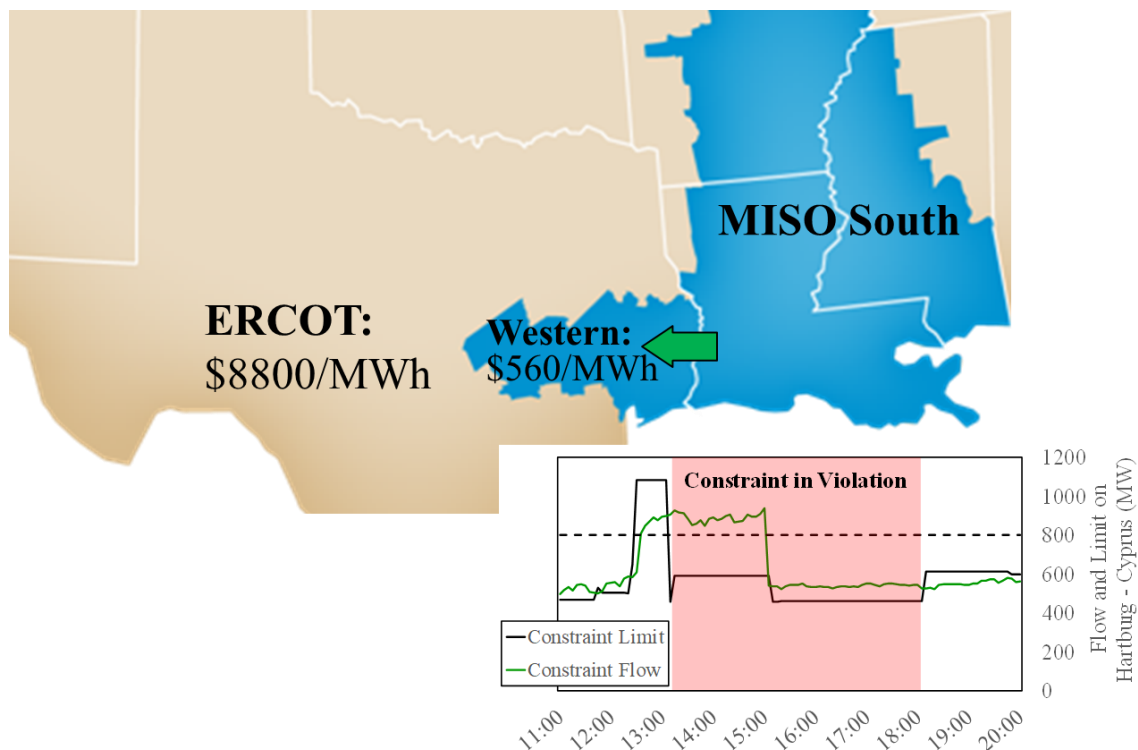 MISO South
ERCOT:
$8800/MWh
Western:
$560/MWh
Constraint in Violation
1200
1000
800
600
400
200
0
Flow and Limit on
Hartburg - Cyprus (MW)
Constraint Limit
Constraint Flow
11:00
12:00
13:00
14:00
15:00
16:00
17:00
18:00
19:00
20:00